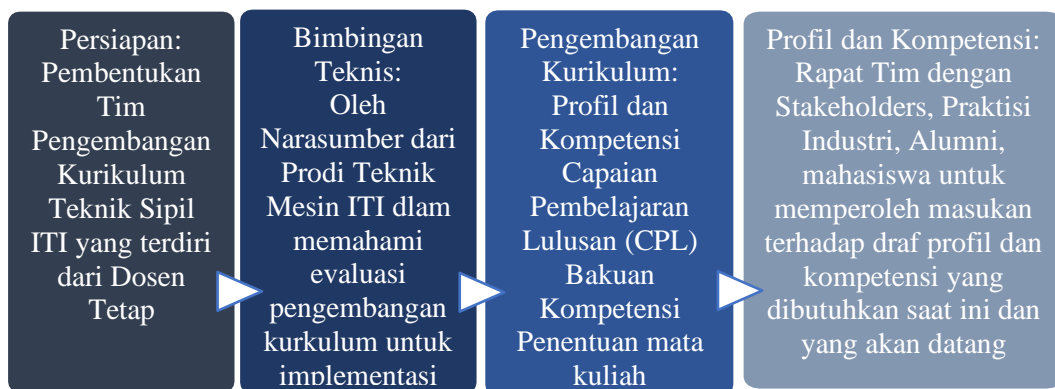 Persiapan:
Pembentukan
Tim
Pengembangan
Kurikulum
Teknik Sipil
ITI yang terdiri
dari Dosen
Tetap
Bimbingan
Teknis:
Oleh
Narasumber dari
Prodi Teknik
Mesin ITI dlam
memahami
evaluasi
pengembangan
kurkulum untuk
implementasi
Pengembangan
Kurikulum:
Profil dan
Kompetensi
Capaian
Pembelajaran
Lulusan (CPL)
Bakuan
Kompetensi
Penentuan mata
kuliah
Profil dan Kompetensi:
Rapat Tim dengan
Stakeholders, Praktisi
Industri, Alumni,
mahasiswa untuk
memperoleh masukan
terhadap draf profil dan
kompetensi yang
dibutuhkan saat ini dan
yang akan datang